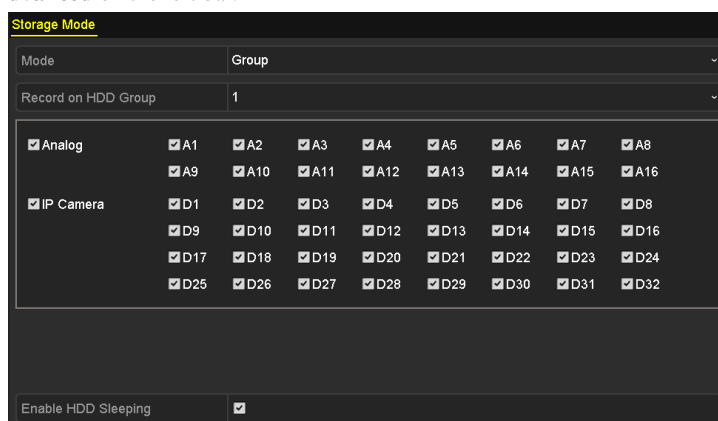 Storage Mode
Mode Group
Record on HDD Group 1
Analog A1 A2 A3 A4 A5 A6 A7 A8
A9 A10 A11 A12 A13 A14 A15 A16
IP Camera D1 D2 D3 D4 D5 D6 D7 D8
D9 D10 D11 D12 D13 D14 D15 D16
D17 D18 D19 D20 D21 D22 D23 D24
D25 D26 D27 D28 D29 D30 D31 D32
Enable HDD Sleeping